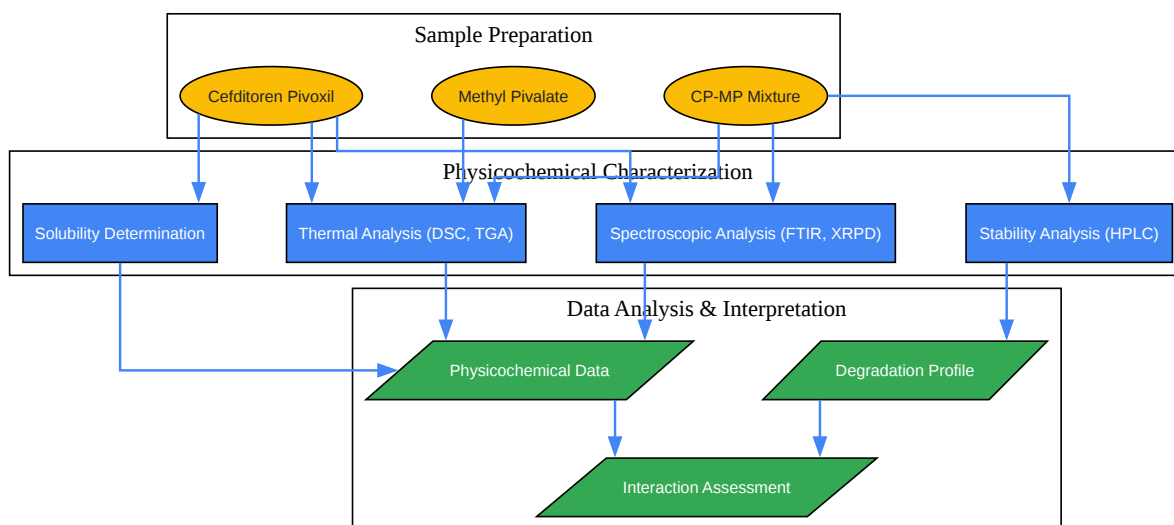 Sample Preparation
Cefditoren Pivoxil
Methyl Pivalate
CP-MP Mixture
Physicochemical Characterization
Solubility Determination
Thermal Analysis (DSC, TGA)
Spectroscopic Analysis (FTIR, XRPD)
Stability Analysis (HPLC)
Data Analysis & Interpretation
Physicochemical Data
Degradation Profile
Interaction Assessment